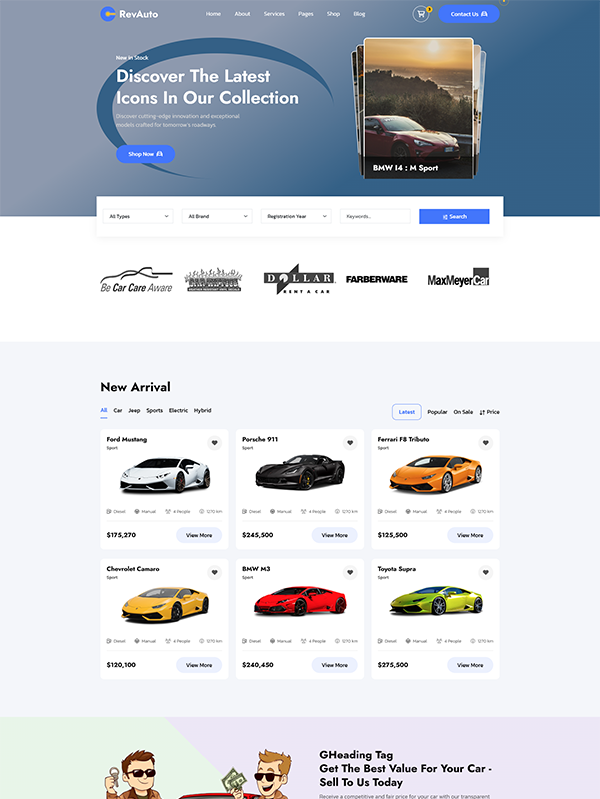 RevAuto
Home About Services Pages Shop Blog
Contact Us
New In Stock
Discover The Latest
Icons In Our Collection
Discover cutting-edge innovation and exceptional
models crafted for tomorrow's roadways.
Shop Now
BMW I4 : M Sport
All Types All Brand Registration Year Keywords.. Search
Be Car Care Aware
DOLLAR
RENT A CAR
FARBERWARE
MaxMeyerCar
New Arrival
All Car Jeep Sports Electric Hybrid
Latest Popular On Sale Price
Ford Mustang
Sport
Diesel Manual 4 People 1270 km
$175,270 View More
Porsche 911
Sport
Diesel Manual 4 People 1270 km
$245,500 View More
Ferrari F8 Tributo
Sport
Diesel Manual 4 People 1270 km
$125,500 View More
Chevrolet Camaro
Sport
Diesel Manual 4 People 1270 km
$120,100 View More
BMW M3
Sport
Diesel Manual 4 People 1270 km
$240,450 View More
Toyota Supra
Sport
Diesel Manual 4 People 1270 km
$275,500 View More
GHeading Tag
Get The Best Value For Your Car -
Sell To Us Today
Receive a competitive and fair price for your car with our transparent